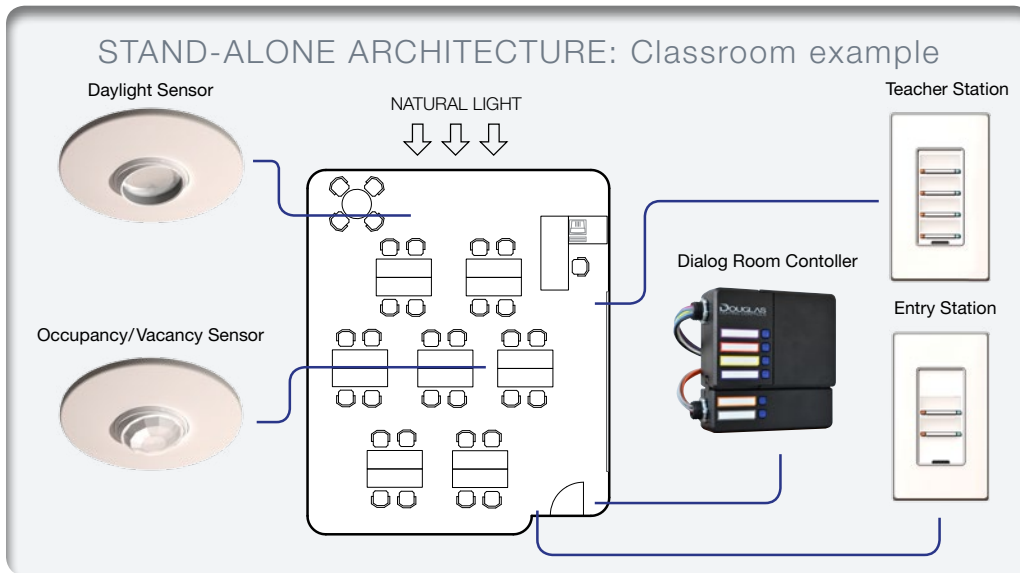 STAND-ALONE ARCHITECTURE: Classroom example
Daylight Sensor
NATURAL LIGHT
Teacher Station
Dialog Room Contoller
DOUGLAS
Entry Station
Occupancy/Vacancy Sensor